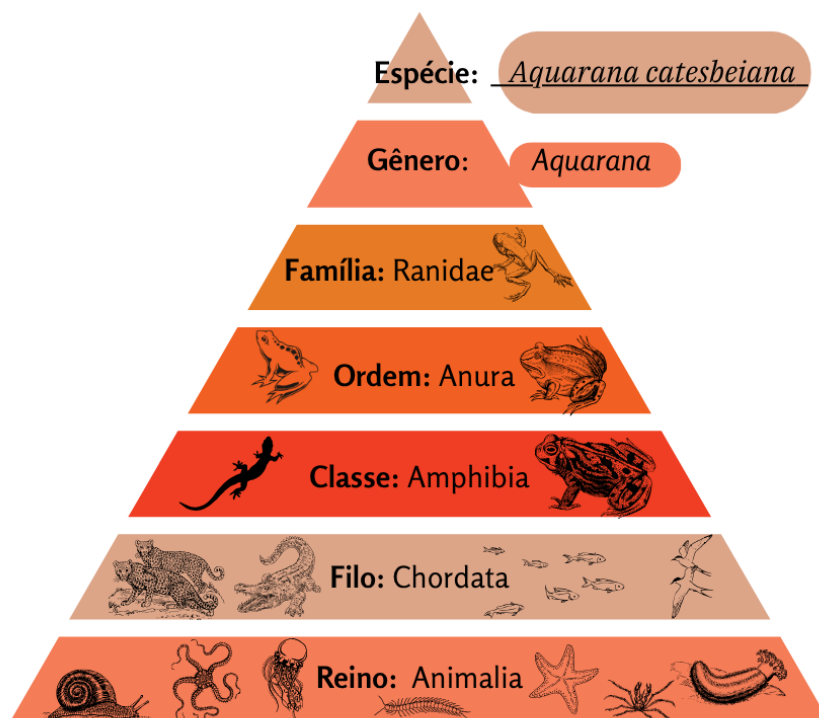 Espécie: Aquarana catesbeiana
Gênero: Aquarana
Família: Ranidae
Ordem: Anura
Classe: Amphibia
Filo: Chordata
Reino: Animalia